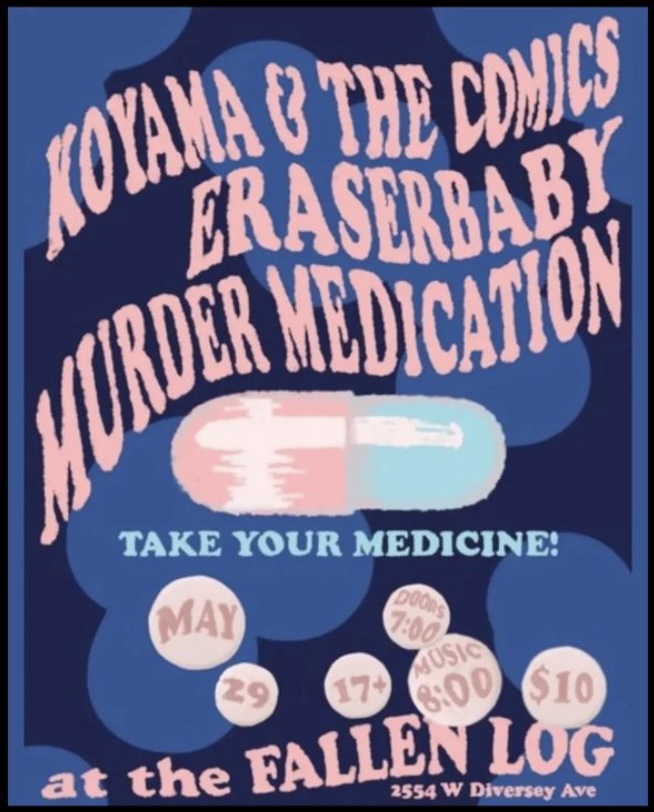 KOYAMA & THE COMICS
ERASERBABY
MURDER MEDICATION
TAKE YOUR MEDICINE!
MAY
29
17+
DOORS
7:00
MUSIC
8:00
$10
at the FALLEN LOG
2554 W Diversey Ave